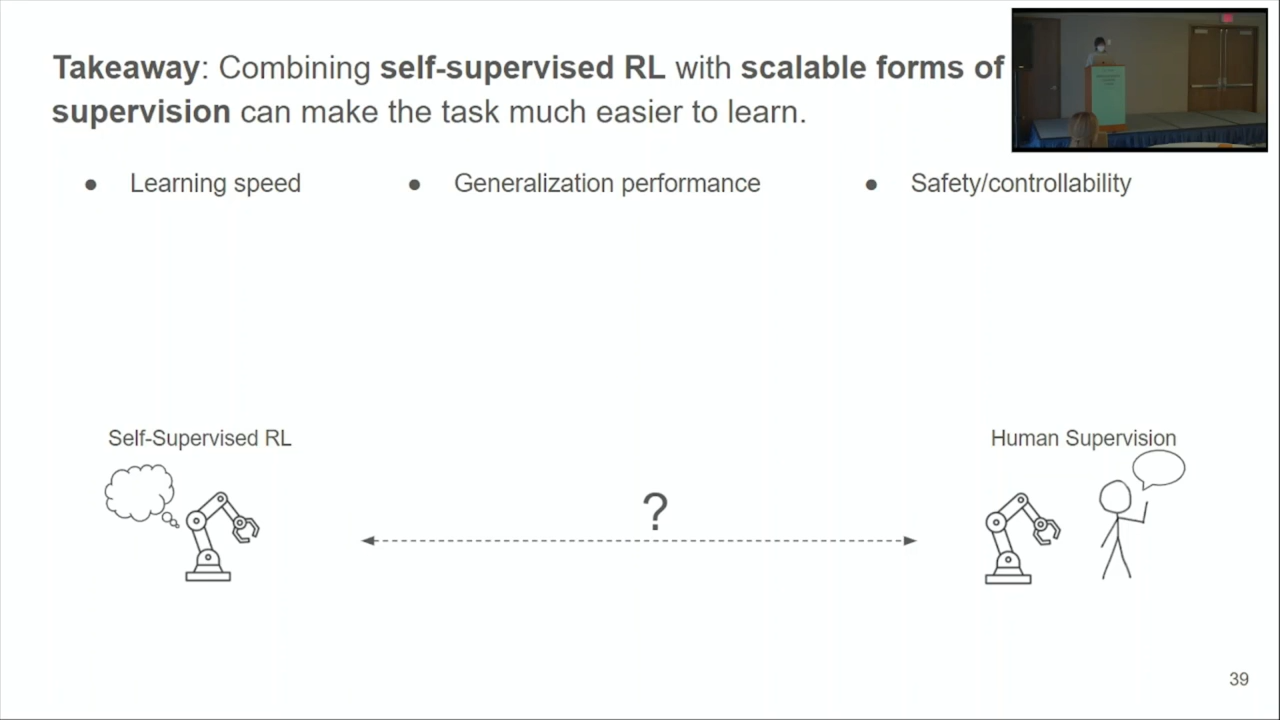 Takeaway: Combining self-supervised RL with scalable forms of
supervision can make the task much easier to learn.
● Learning speed ● Generalization performance ● Safety/controllability
Self-Supervised RL
Human Supervision
?
39